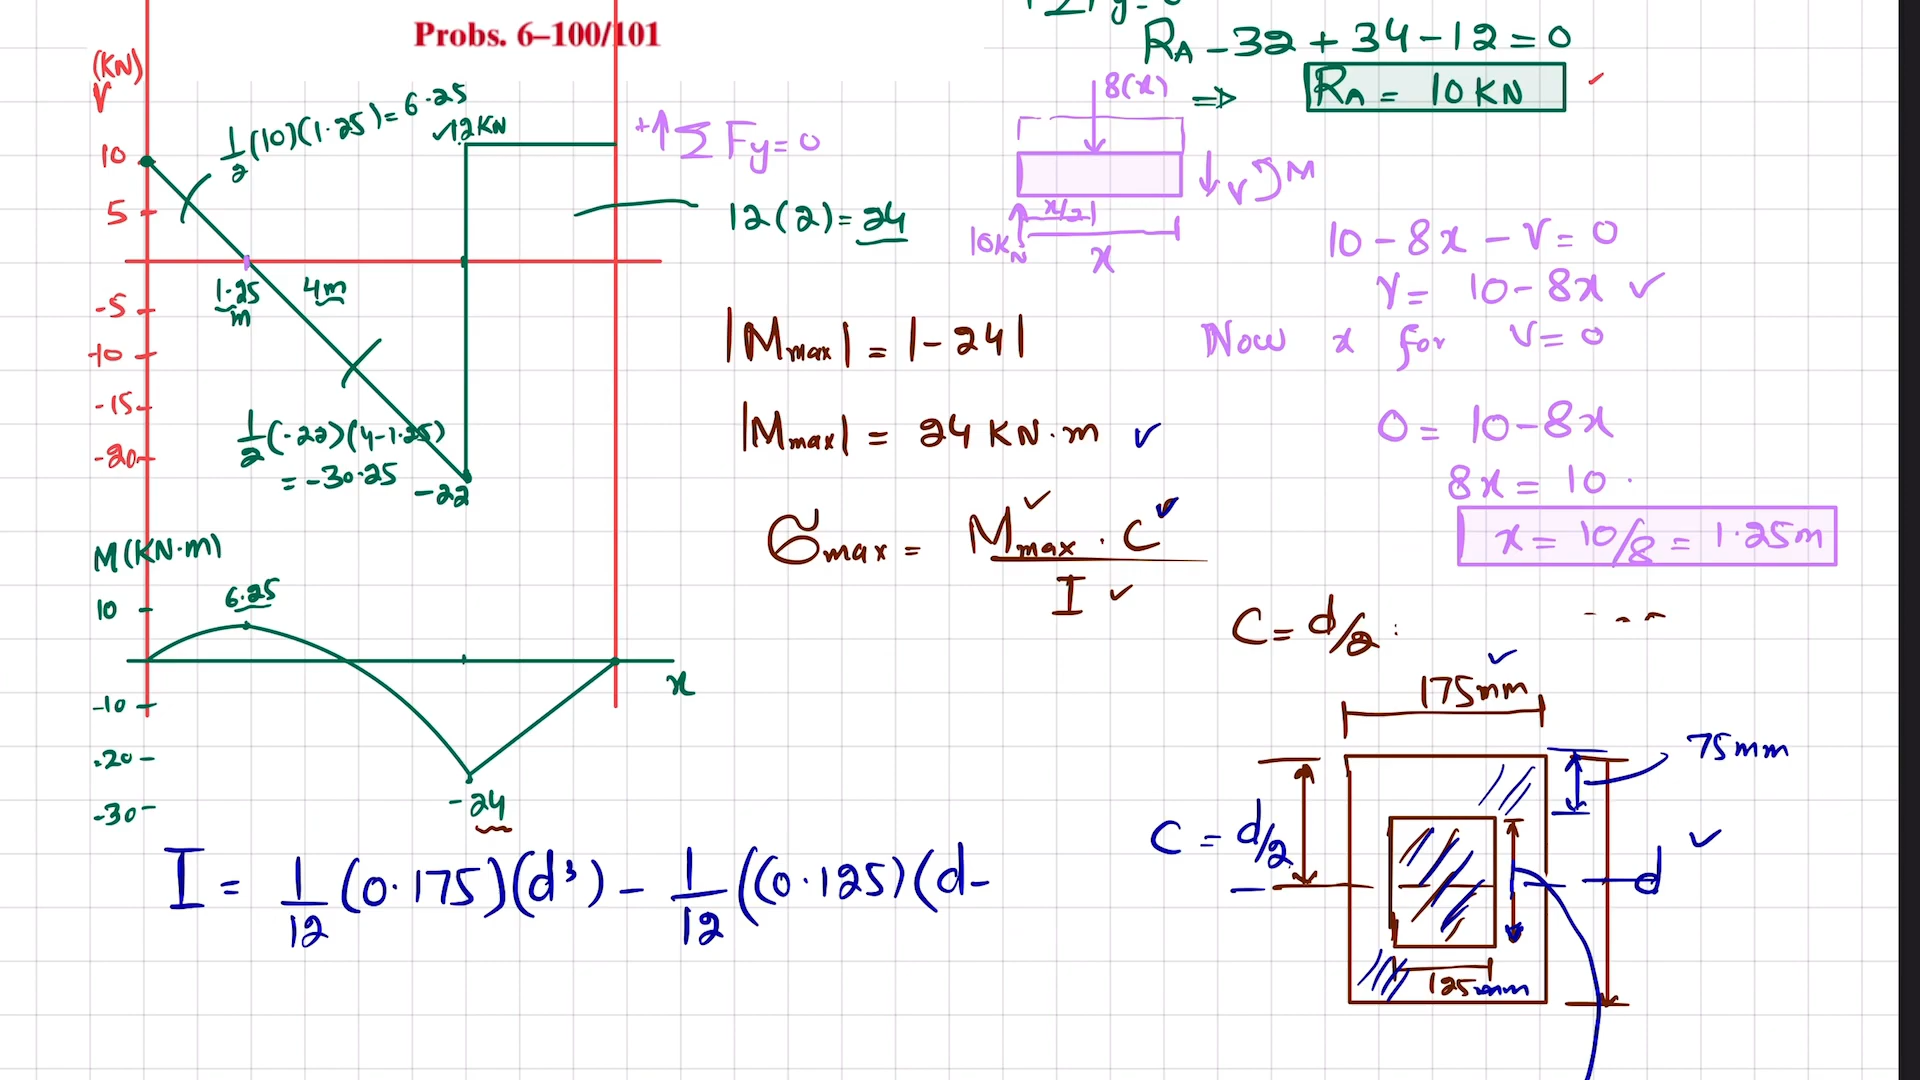 Probs. 6–100/101
+↑ΣFy=0
RA - 32 + 34 - 12 = 0
=> RA = 10 KN
(KN)
V
10
5
-5
-10
-15
-20
1/2(10)(1.25)=6.25
12KN
1.25 m
4m
1/2(-22)(4-1.25)
= -30.25
-22
+↑ Σ Fy = 0
12(2) = 24
8(x)
V M
x/2
10KN
x
10 - 8x - V = 0
V = 10 - 8x ✓
Now x for V = 0
0 = 10 - 8x
8x = 10
x = 10/8 = 1.25m
|Mmax| = |-24|
|Mmax| = 24 KN.m ✓
σmax = Mmax . C / I
M(KN.m)
10
-10
-20
-30
6.25
-24
x
C = d/2
175mm
75mm
C = d/2
d
125mm
I = 1/12 (0.175)(d³) - 1/12 ((0.125)(d-